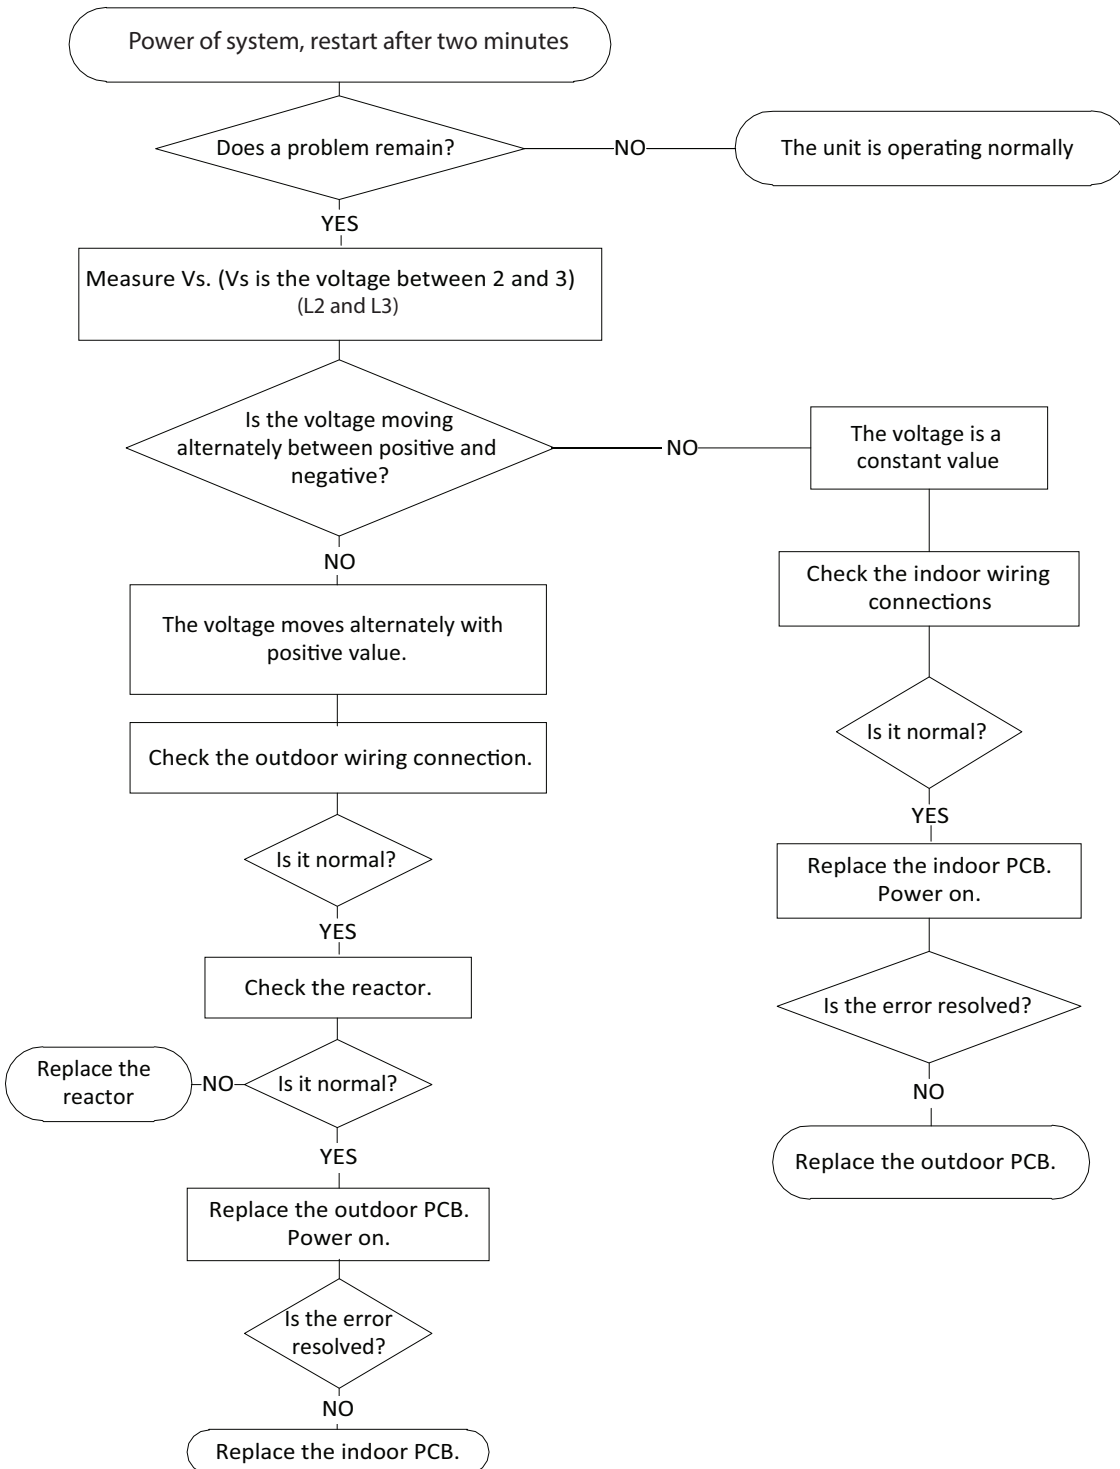 Power of system, restart after two minutes
Does a problem remain?
NO
The unit is operating normally
YES
Measure Vs. (Vs is the voltage between 2 and 3)
(L2 and L3)
Is the voltage moving
alternately between positive and
negative?
NO
The voltage is a
constant value
NO
The voltage moves alternately with
positive value.
Check the outdoor wiring connection.
Is it normal?
YES
Check the reactor.
Is it normal?
NO
Replace the
reactor
YES
Replace the outdoor PCB.
Power on.
Is the error
resolved?
NO
Replace the indoor PCB.
Check the indoor wiring
connections
Is it normal?
YES
Replace the indoor PCB.
Power on.
Is the error resolved?
NO
Replace the outdoor PCB.